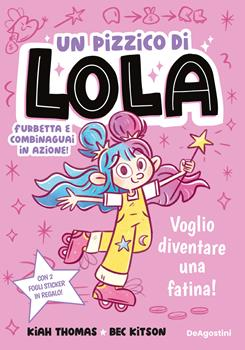 UN PIZZICO DI
LOLA
FURBETTA E
COMBINAGUAI
IN AZIONE!
Voglio
diventare
una
fatina!
CON 2
FOGLI STICKER
IN REGALO!
KIAH THOMAS ★ BEC KITSON
DeAGOSTINI